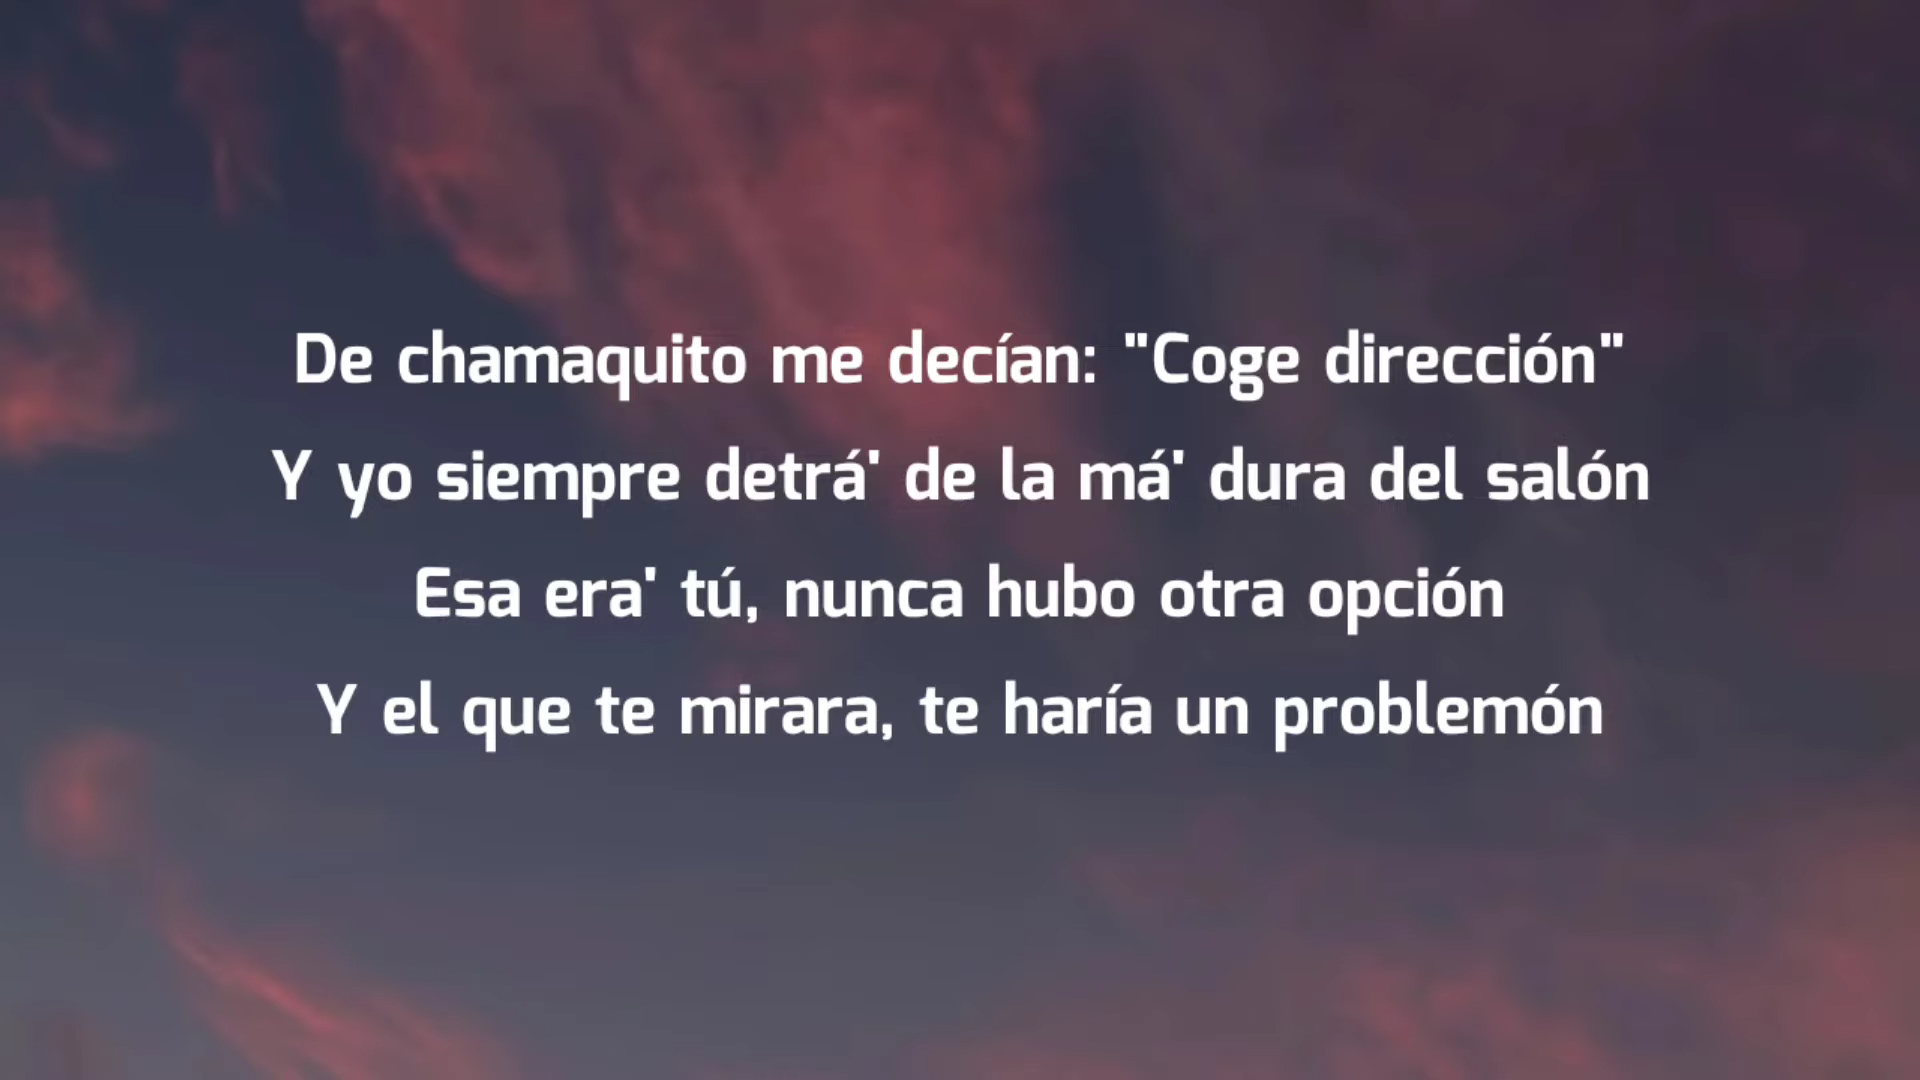 De chamaquito me decían: "Coge dirección"
Y yo siempre detrá' de la má' dura del salón
Esa era' tú, nunca hubo otra opción
Y el que te mirara, te haría un problemón